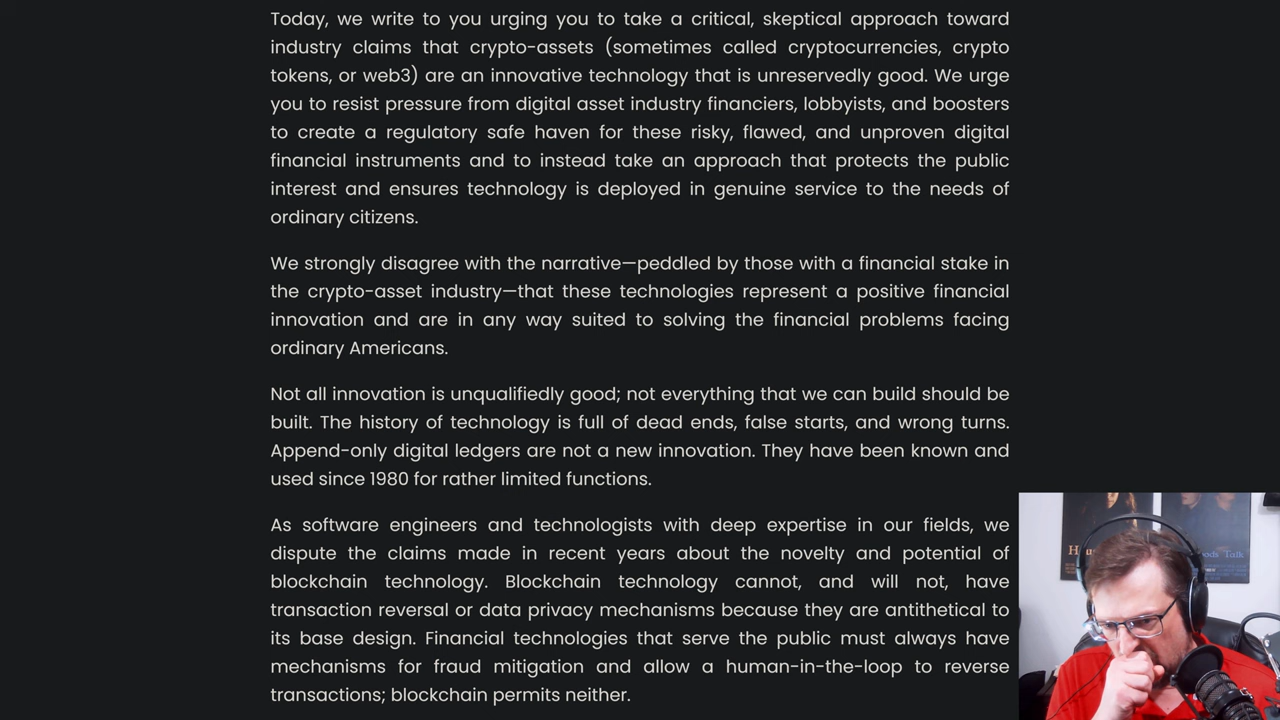 Today, we write to you urging you to take a critical, skeptical approach toward
industry claims that crypto-assets (sometimes called cryptocurrencies, crypto
tokens, or web3) are an innovative technology that is unreservedly good. We urge
you to resist pressure from digital asset industry financiers, lobbyists, and boosters
to create a regulatory safe haven for these risky, flawed, and unproven digital
financial instruments and to instead take an approach that protects the public
interest and ensures technology is deployed in genuine service to the needs of
ordinary citizens.
We strongly disagree with the narrative—peddled by those with a financial stake in
the crypto-asset industry—that these technologies represent a positive financial
innovation and are in any way suited to solving the financial problems facing
ordinary Americans.
Not all innovation is unqualifiedly good; not everything that we can build should be
built. The history of technology is full of dead ends, false starts, and wrong turns.
Append-only digital ledgers are not a new innovation. They have been known and
used since 1980 for rather limited functions.
As software engineers and technologists with deep expertise in our fields, we
dispute the claims made in recent years about the novelty and potential of
blockchain technology. Blockchain technology cannot, and will not, have
transaction reversal or data privacy mechanisms because they are antithetical to
its base design. Financial technologies that serve the public must always have
mechanisms for fraud mitigation and allow a human-in-the-loop to reverse
transactions; blockchain permits neither.
Talk